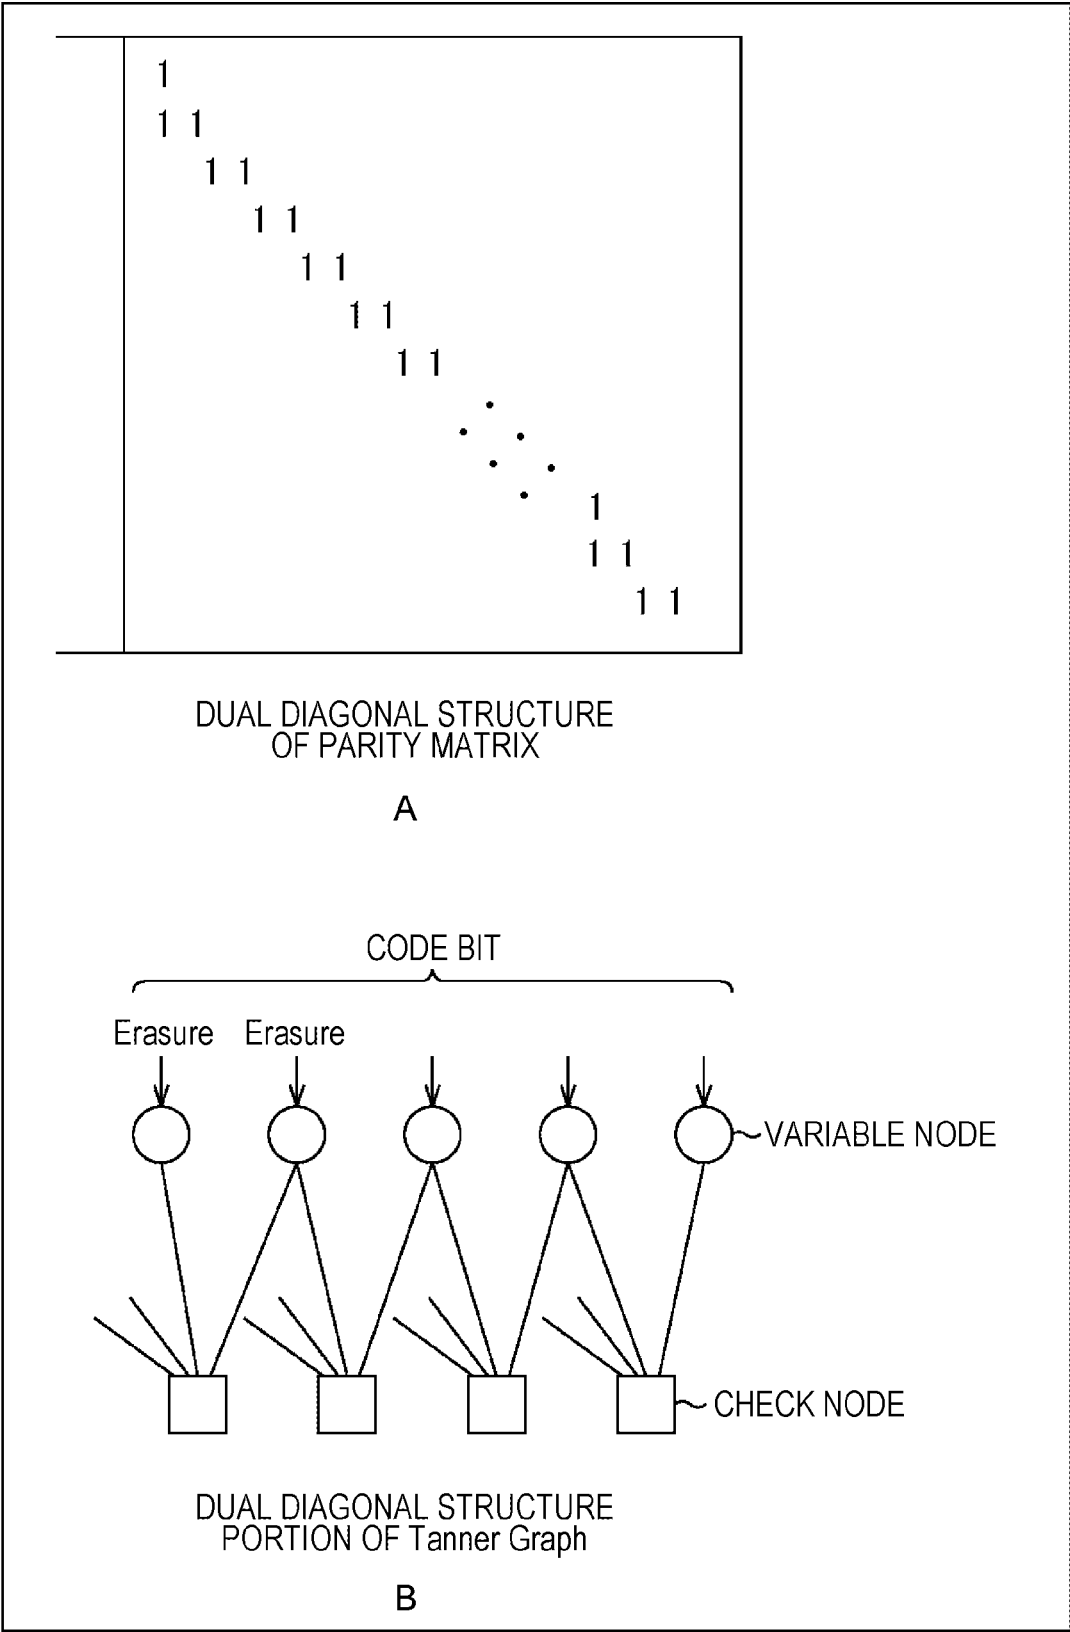 1
1 1
1 1
1 1
1 1
1 1
1 1
1
1 1
1 1
DUAL DIAGONAL STRUCTURE
OF PARITY MATRIX
A
CODE BIT
Erasure Erasure
VARIABLE NODE
CHECK NODE
DUAL DIAGONAL STRUCTURE
PORTION OF Tanner Graph
B